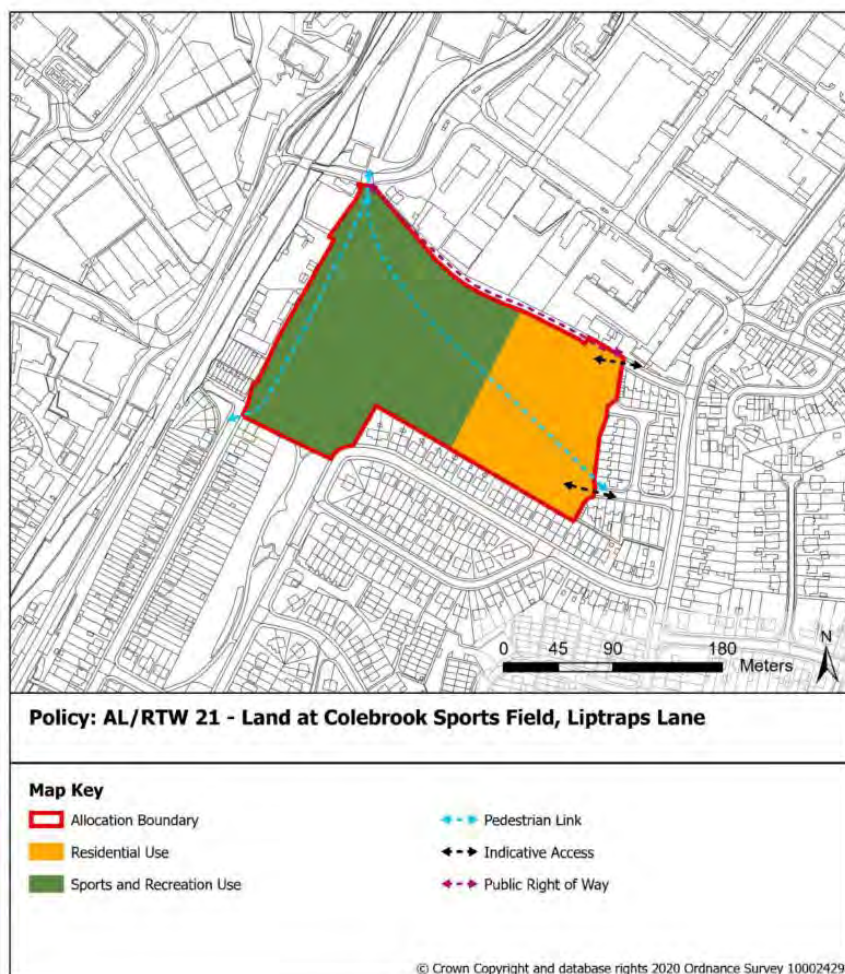 N
0 45 90 180
Meters
Policy: AL/RTW 21 - Land at Colebrook Sports Field, Liptraps Lane
Map Key
Allocation Boundary
Residential Use
Sports and Recreation Use
Pedestrian Link
Indicative Access
Public Right of Way
© Crown Copyright and database rights 2020 Ordnance Survey 10002429